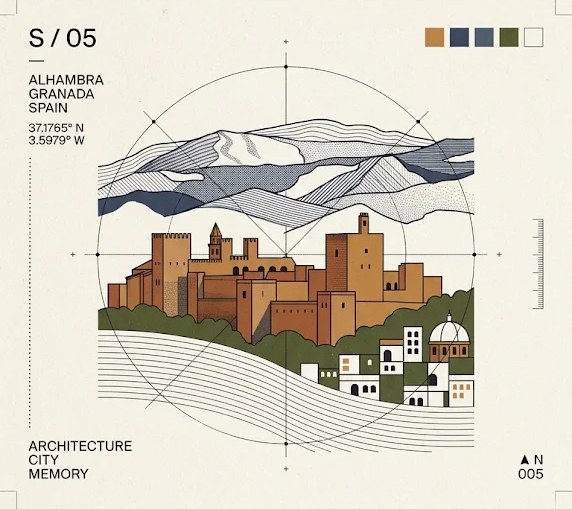 S / 05
ALHAMBRA
GRANADA
SPAIN
37.1765° N
3.5979° W
ARCHITECTURE
CITY
MEMORY
▲ N
005